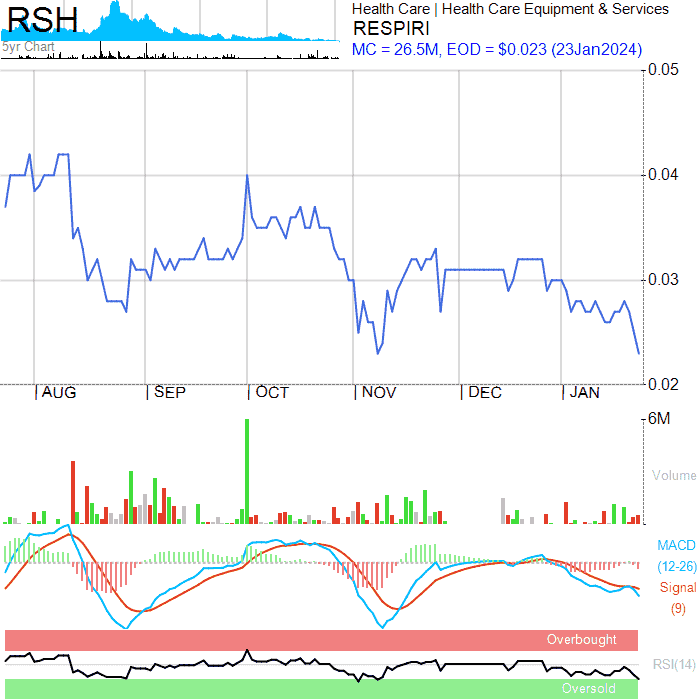 RSH
5yr Chart
Health Care | Health Care Equipment & Services
RESPIRI
MC = 26.5M, EOD = $0.023 (23Jan2024)
0.05
0.04
0.03
0.02
AUG SEP OCT NOV DEC JAN
6M
Volume
MACD
(12-26)
Signal
(9)
Overbought
RSI(14)
Oversold